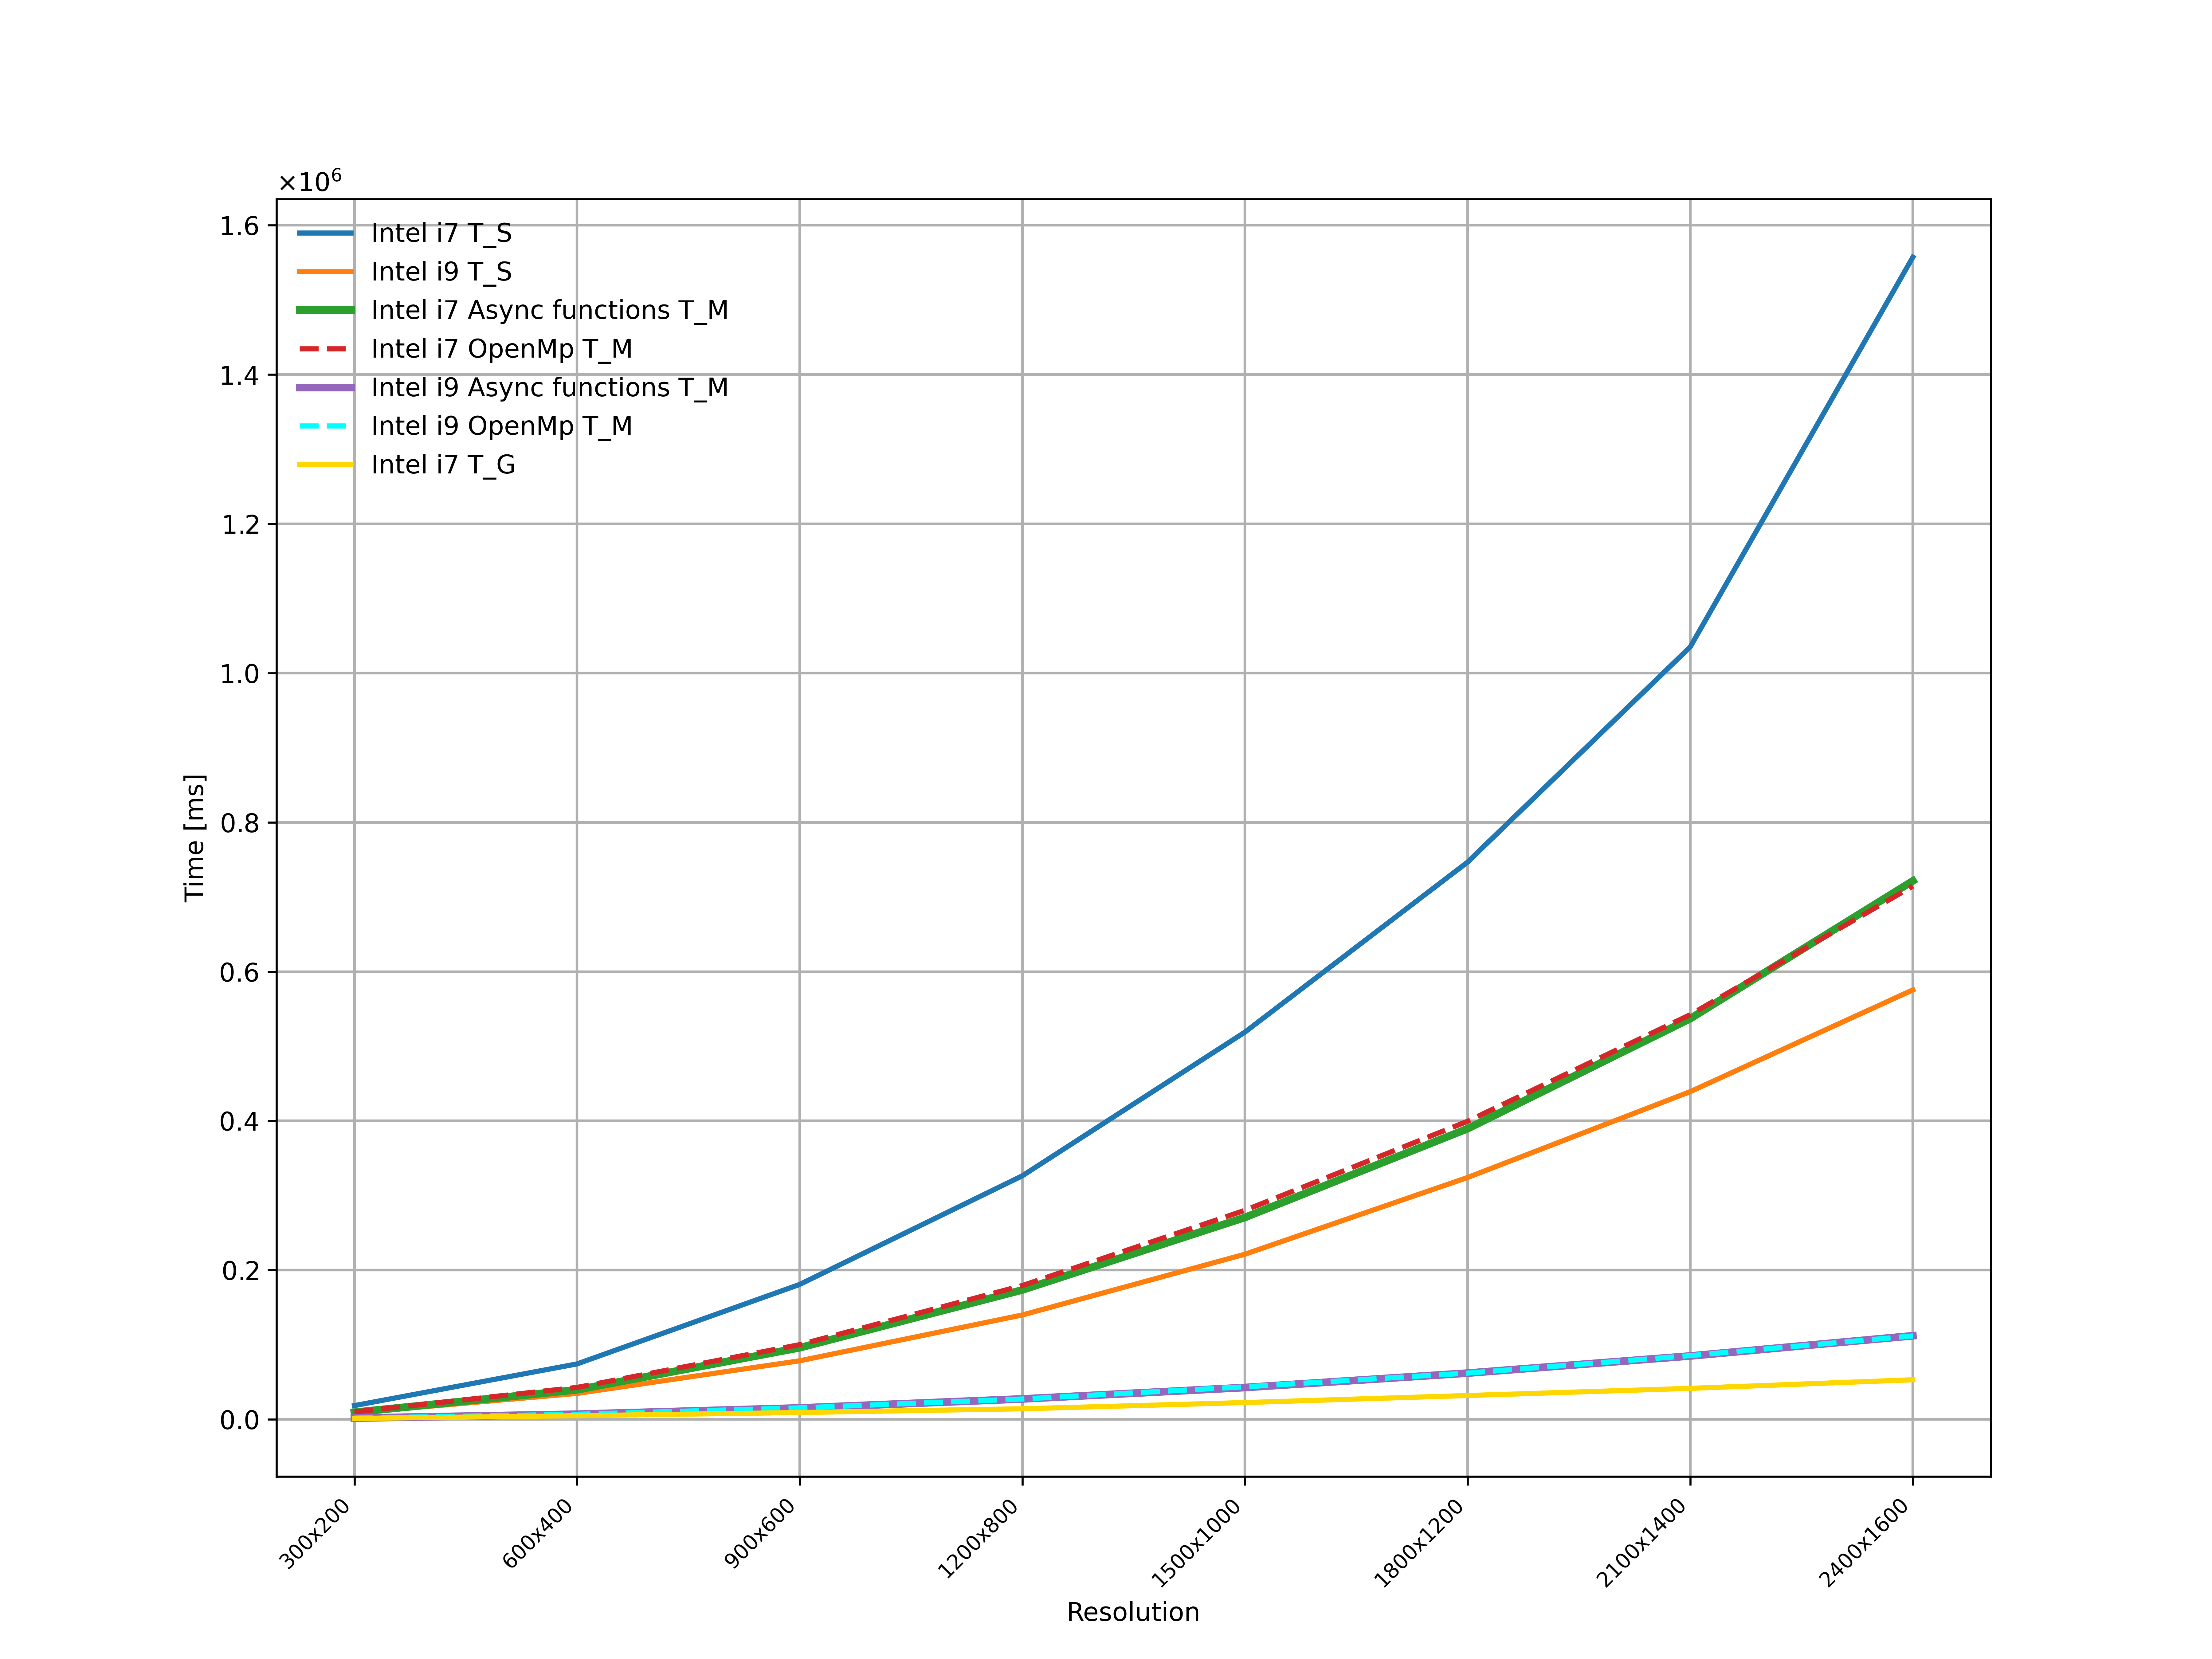 ×10⁶
1.6
1.4
1.2
1.0
0.8
0.6
0.4
0.2
0.0
Time [ms]
Intel i7 T_S
Intel i9 T_S
Intel i7 Async functions T_M
Intel i7 OpenMp T_M
Intel i9 Async functions T_M
Intel i9 OpenMp T_M
Intel i7 T_G
300x200
600x400
900x600
1200x800
1500x1000
1800x1200
2100x1400
2400x1600
Resolution